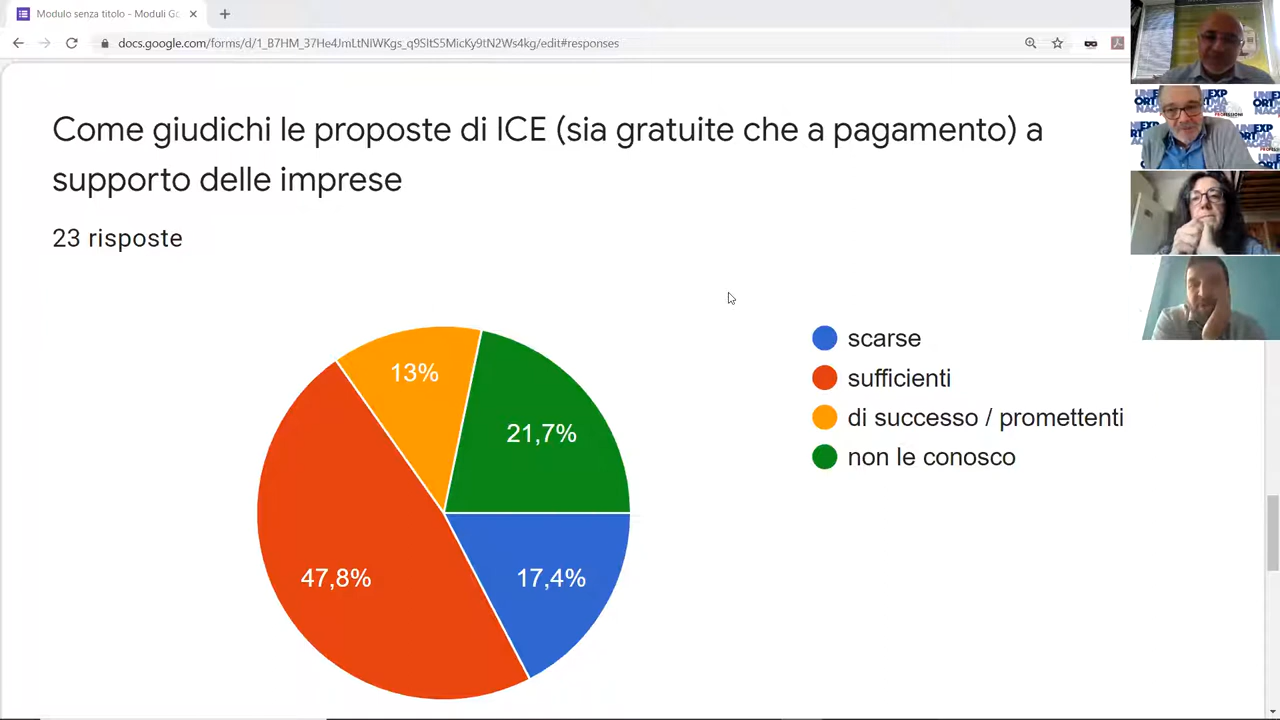 Modulo senza titolo - Moduli Go
docs.google.com/forms/d/1_B7HM_37He4JmLtNIWKgs_q9SItS5MicKy9tN2Ws4kg/edit#responses
Come giudichi le proposte di ICE (sia gratuite che a pagamento) a
supporto delle imprese
23 risposte
13%
21,7%
47,8%
17,4%
scarse
sufficienti
di successo / promettenti
non le conosco